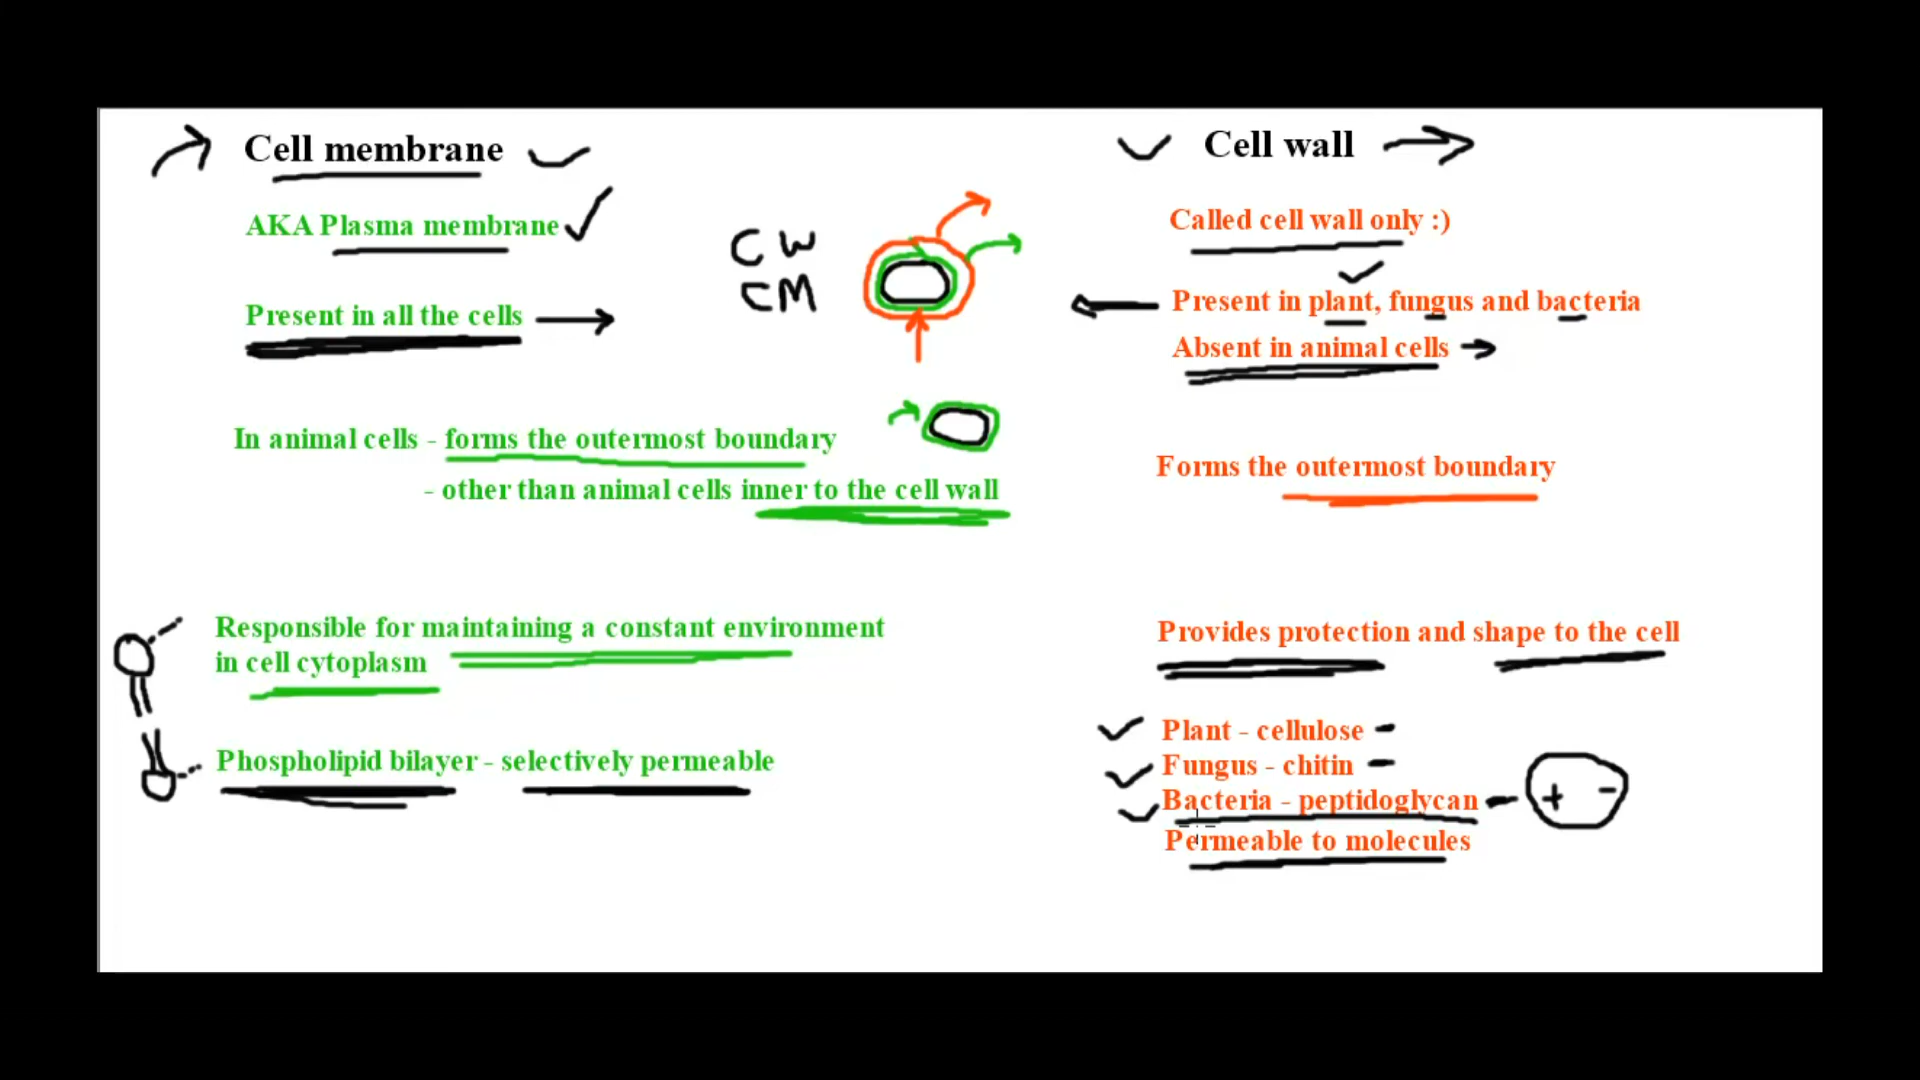 Cell membrane
AKA Plasma membrane
Present in all the cells
In animal cells - forms the outermost boundary
- other than animal cells inner to the cell wall
Responsible for maintaining a constant environment
in cell cytoplasm
Phospholipid bilayer - selectively permeable
CW
CM
Cell wall
Called cell wall only :)
Present in plant, fungus and bacteria
Absent in animal cells
Forms the outermost boundary
Provides protection and shape to the cell
Plant - cellulose
Fungus - chitin
Bacteria - peptidoglycan
Permeable to molecules
+ -